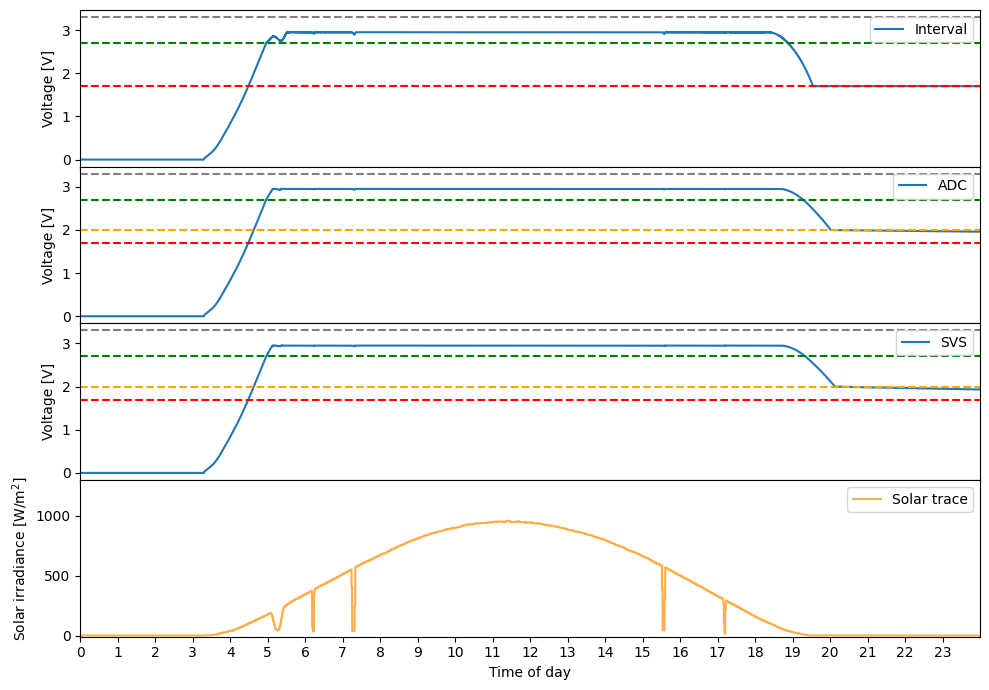 Voltage [V]
3
2
1
0
Interval
Voltage [V]
3
2
1
0
ADC
Voltage [V]
3
2
1
0
SVS
Solar irradiance [W/m²]
1000
500
0
Solar trace
0 1 2 3 4 5 6 7 8 9 10 11 12 13 14 15 16 17 18 19 20 21 22 23
Time of day